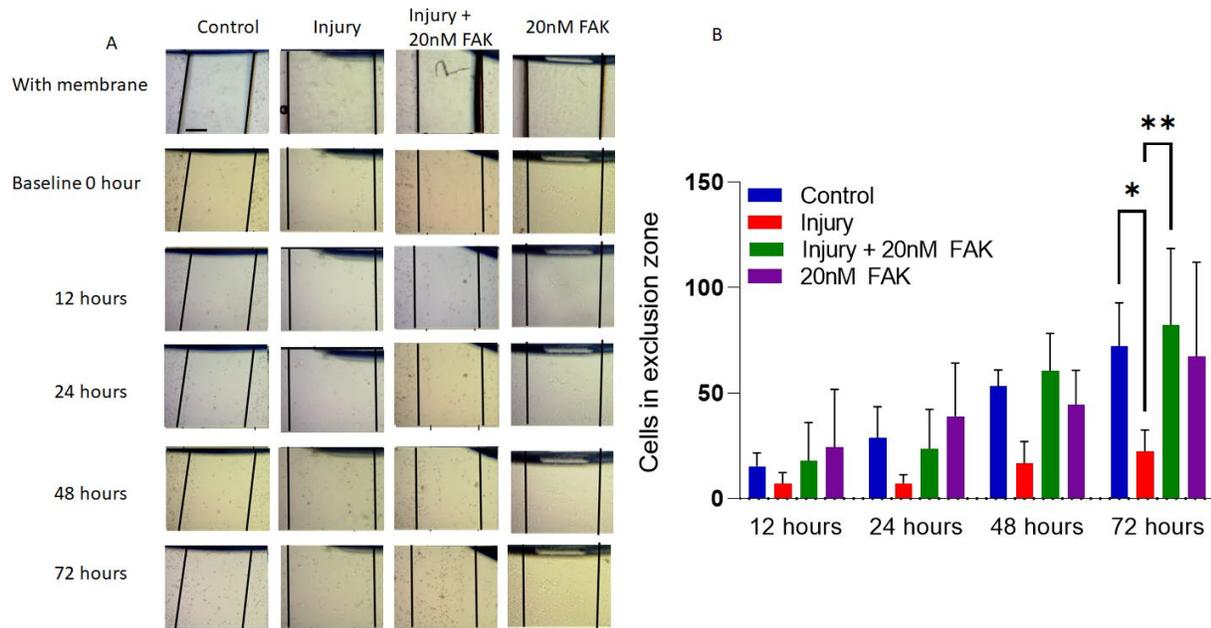 A
Control
Injury
Injury +
20nM FAK
20nM FAK
With membrane
Baseline 0 hour
12 hours
24 hours
48 hours
72 hours
B
**
*
150
100
50
0
Cells in exclusion zone
Control
Injury
Injury + 20nM FAK
20nM FAK
12 hours
24 hours
48 hours
72 hours